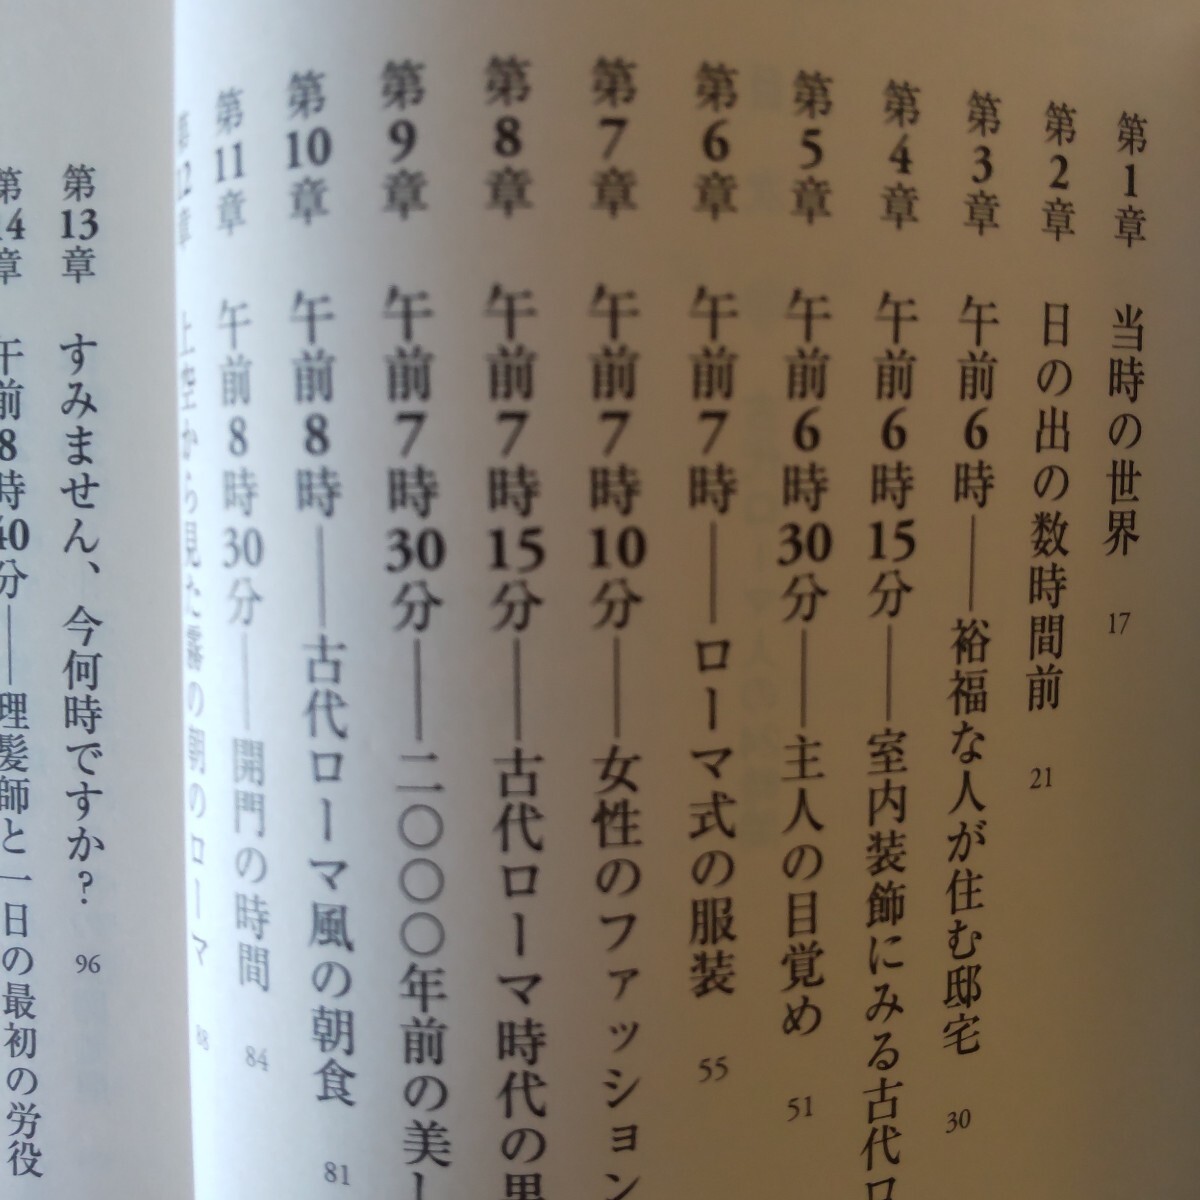 第1章 当時の世界 17
第2章 日の出の数時間前 21
第3章 午前6時――裕福な人が住む邸宅 30
第4章 午前6時15分――室内装飾にみる古代ロ
第5章 午前6時30分――主人の目覚め 51
第6章 午前7時――ローマ式の服装 55
第7章 午前7時10分――女性のファッション
第8章 午前7時15分――古代ローマ時代の男
第9章 午前7時30分――二〇〇〇年前の美し
第10章 午前8時――古代ローマ風の朝食 81
第11章 午前8時30分――開門の時間 84
第12章 上空から見た霧の朝のローマ 88
第13章 すみません、今何時ですか? 96
第14章 午前8時40分――理髪師と一日の最初の労役